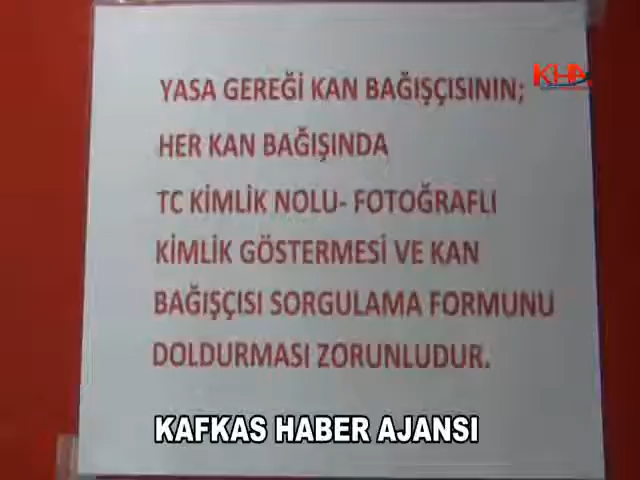 KHA
YASA GEREĞİ KAN BAĞIŞÇISININ;
HER KAN BAĞIŞINDA
TC KİMLİK NOLU- FOTOĞRAFLI
KİMLİK GÖSTERMESİ VE KAN
BAĞIŞÇISI SORGULAMA FORMUNU
DOLDURMASI ZORUNLUDUR.
KAFKAS HABER AJANSI